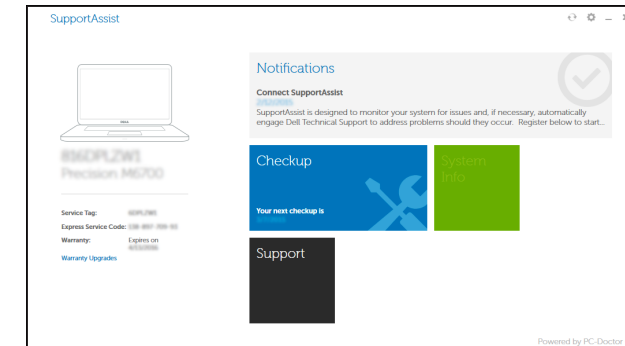 SupportAssist
Notifications
Connect SupportAssist
SupportAssist is designed to monitor your system for issues and, if necessary, automatically
engage Dell Technical Support to address problems should they occur. Register below to start...
Precision M6700
Checkup
Your next checkup is
System
Info
Service Tag:
Express Service Code:
Warranty: Expires on
Warranty Upgrades
Support
Powered by PC-Doctor